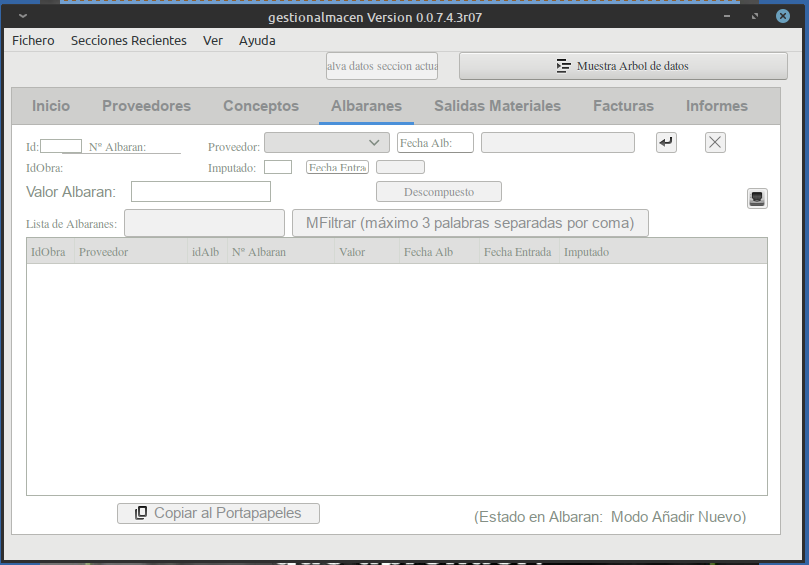 gestionalmacen Version 0.0.7.4.3r07
Fichero Secciones Recientes Ver Ayuda
alva datos seccion actua Muestra Arbol de datos
Inicio Proveedores Conceptos Albaranes Salidas Materiales Facturas Informes
Id: Nº Albaran: Proveedor: Fecha Alb:
IdObra: Imputado: Fecha Entra
Valor Albaran: Descompuesto
Lista de Albaranes: MFiltrar (máximo 3 palabras separadas por coma)
IdObra Proveedor idAlb Nº Albaran Valor Fecha Alb Fecha Entrada Imputado
Copiar al Portapapeles (Estado en Albaran: Modo Añadir Nuevo)